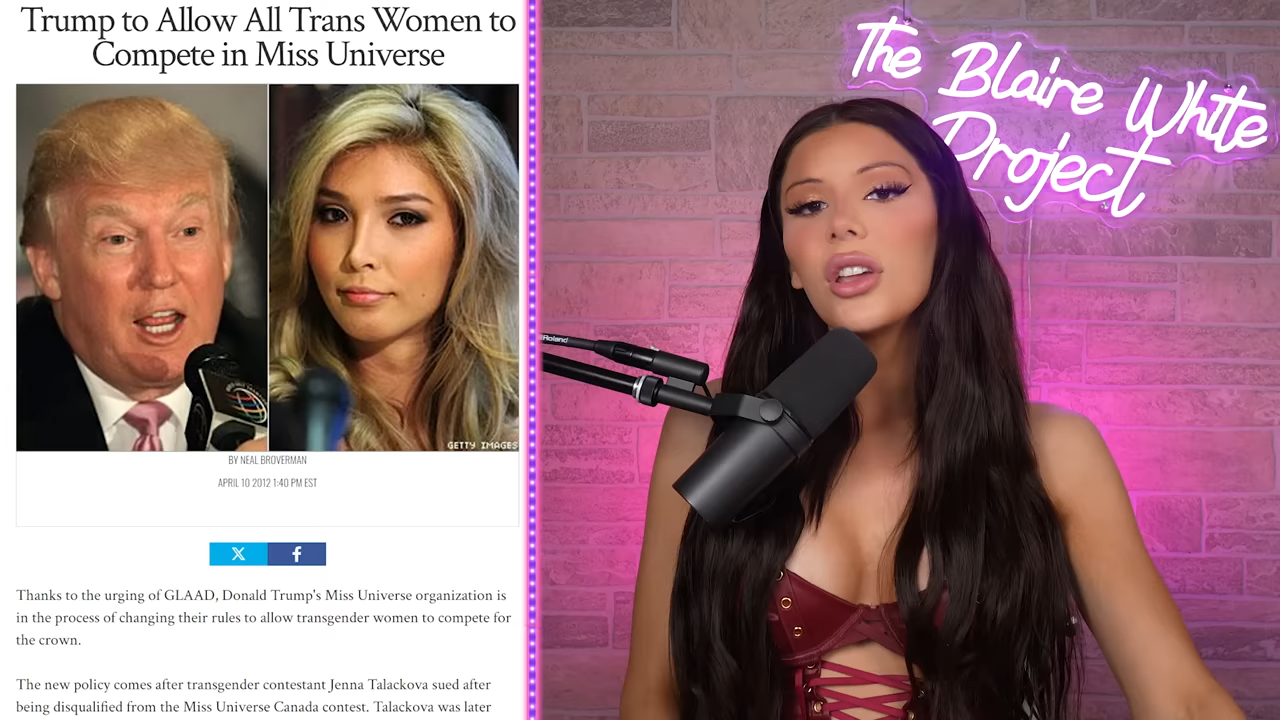 Trump to Allow All Trans Women to
Compete in Miss Universe
GETTY IMAGES
BY NEAL BROVERMAN
APRIL 10 2012 1:40 PM EST
Thanks to the urging of GLAAD, Donald Trump's Miss Universe organization is
in the process of changing their rules to allow transgender women to compete for
the crown.
The new policy comes after transgender contestant Jenna Talackova sued after
being disqualified from the Miss Universe Canada contest. Talackova was later
The Blaire White
Project
Roland